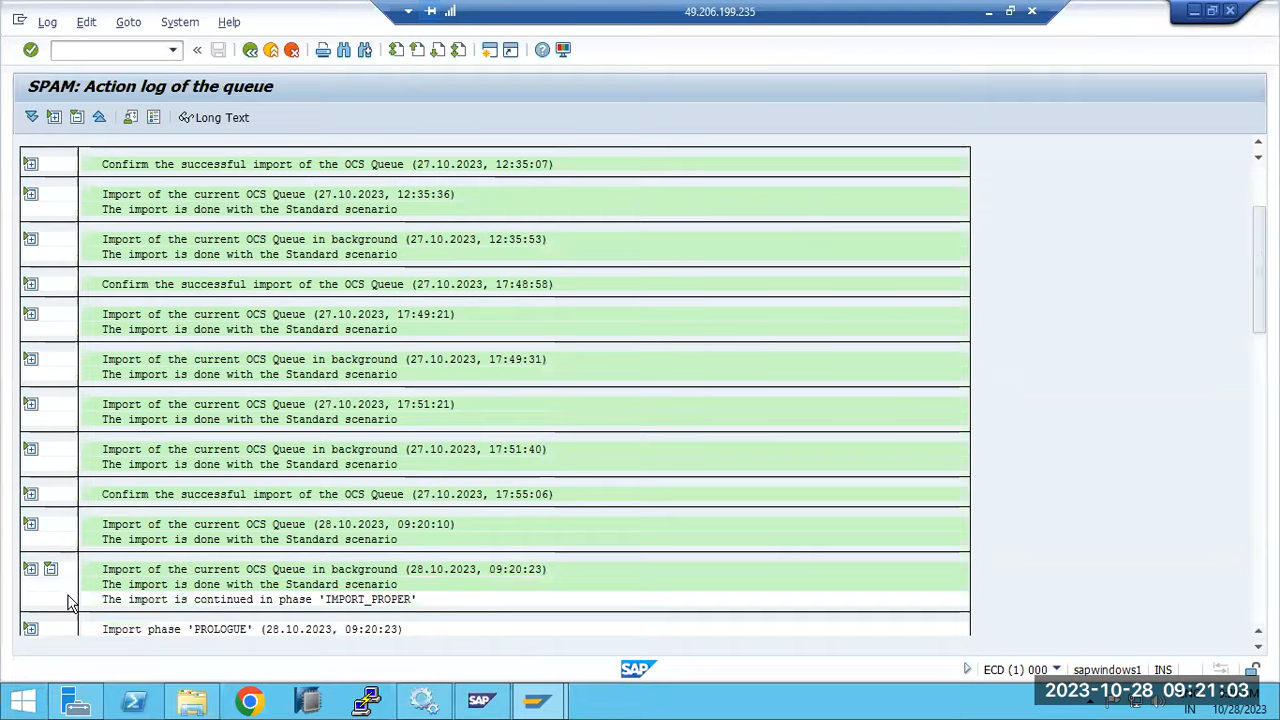 49.206.199.235
Log Edit Goto System Help
SPAM: Action log of the queue
Long Text
Confirm the successful import of the OCS Queue (27.10.2023, 12:35:07)
Import of the current OCS Queue (27.10.2023, 12:35:36)
The import is done with the Standard scenario
Import of the current OCS Queue in background (27.10.2023, 12:35:53)
The import is done with the Standard scenario
Confirm the successful import of the OCS Queue (27.10.2023, 17:48:58)
Import of the current OCS Queue (27.10.2023, 17:49:21)
The import is done with the Standard scenario
Import of the current OCS Queue in background (27.10.2023, 17:49:31)
The import is done with the Standard scenario
Import of the current OCS Queue (27.10.2023, 17:51:21)
The import is done with the Standard scenario
Import of the current OCS Queue in background (27.10.2023, 17:51:40)
The import is done with the Standard scenario
Confirm the successful import of the OCS Queue (27.10.2023, 17:55:06)
Import of the current OCS Queue (28.10.2023, 09:20:10)
The import is done with the Standard scenario
Import of the current OCS Queue in background (28.10.2023, 09:20:23)
The import is done with the Standard scenario
The import is continued in phase 'IMPORT_PROPER'
Import phase 'PROLOGUE' (28.10.2023, 09:20:23)
SAP
ECD (1) 000 sapwindows1 INS
SAP
2023-10-28 09:21:03
IN 10/28/2023